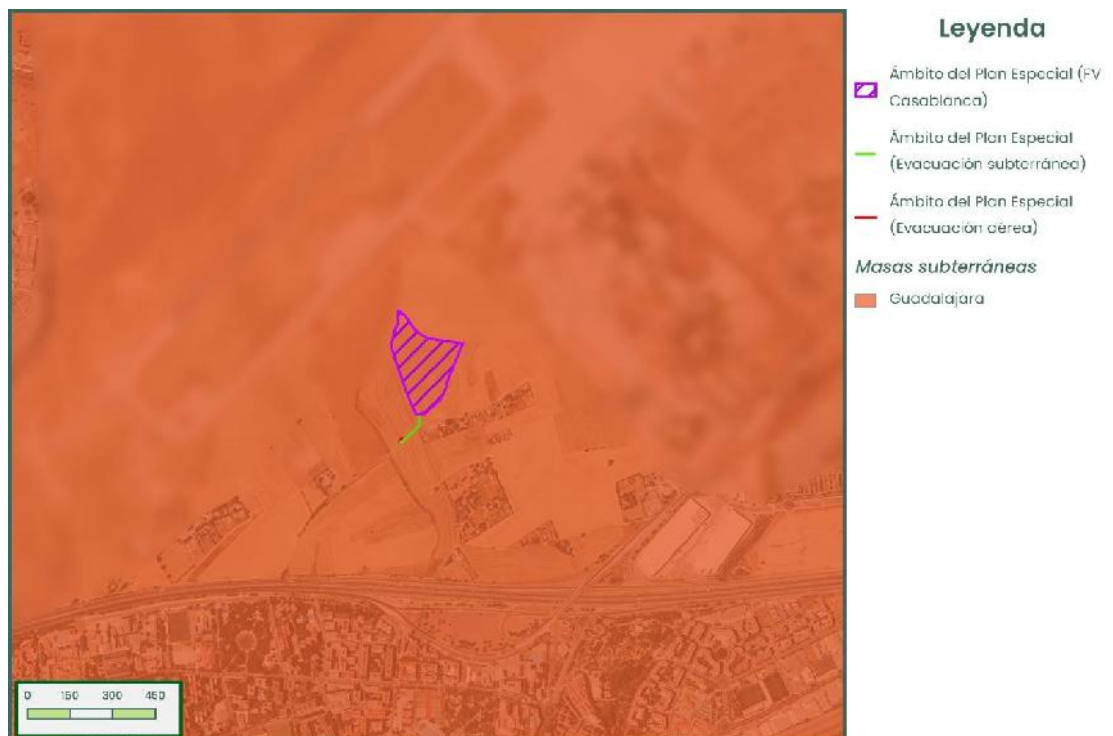 Leyenda
Ámbito del Plan Especial (FV
Casablanca)
Ámbito del Plan Especial
(Evacuación subterránea)
Ámbito del Plan Especial
(Evacuación aérea)
Masas subterráneas
Guadalajara
0 150 300 450